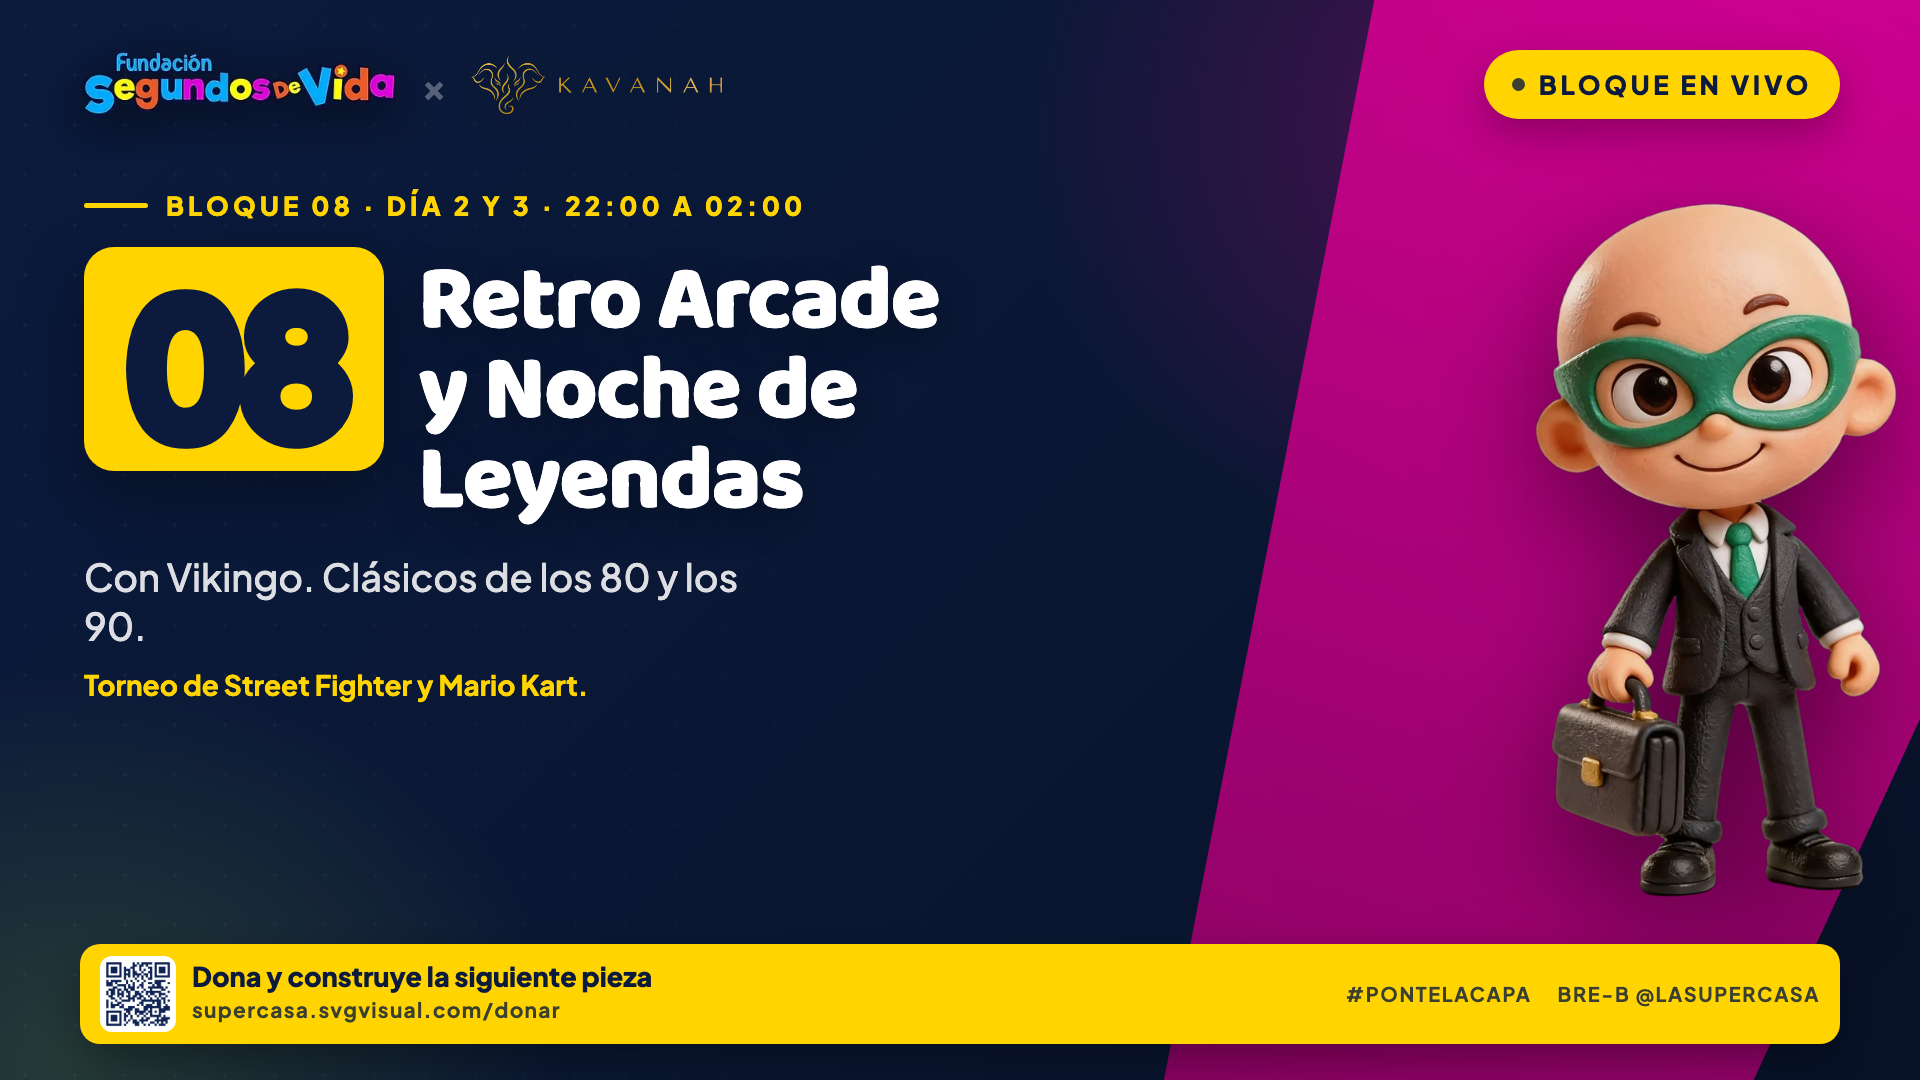 Fundación
Segundos DE Vida
×
KAVANAH
BLOQUE EN VIVO
BLOQUE 08 · DÍA 2 Y 3 · 22:00 A 02:00
08
Retro Arcade
y Noche de
Leyendas
Con Vikingo. Clásicos de los 80 y los
90.
Torneo de Street Fighter y Mario Kart.
Dona y construye la siguiente pieza
supercasa.svgvisual.com/donar
#PONTELACAPA BRE-B @LASUPERCASA